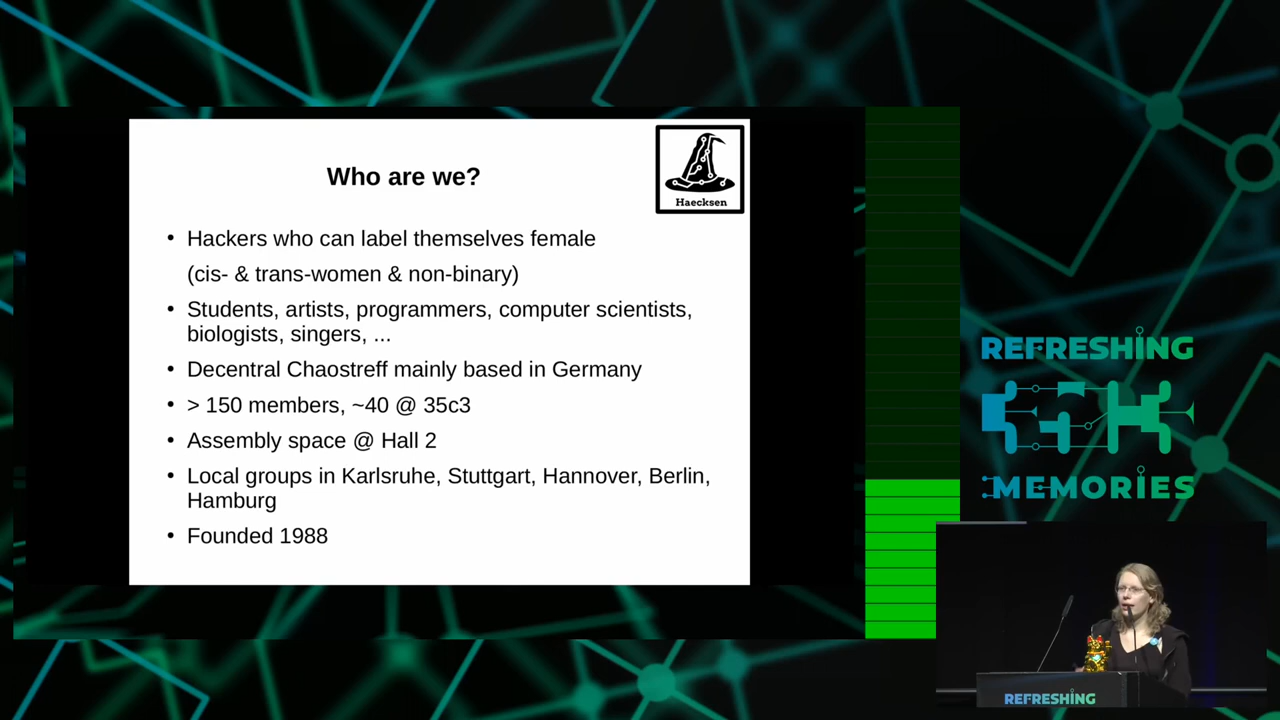 Who are we?
Haecksen
• Hackers who can label themselves female
(cis- & trans-women & non-binary)
• Students, artists, programmers, computer scientists,
biologists, singers, ...
• Decentral Chaostreff mainly based in Germany
• > 150 members, ~40 @ 35c3
• Assembly space @ Hall 2
• Local groups in Karlsruhe, Stuttgart, Hannover, Berlin,
Hamburg
• Founded 1988
REFRESHING
MEMORIES
REFRESHING